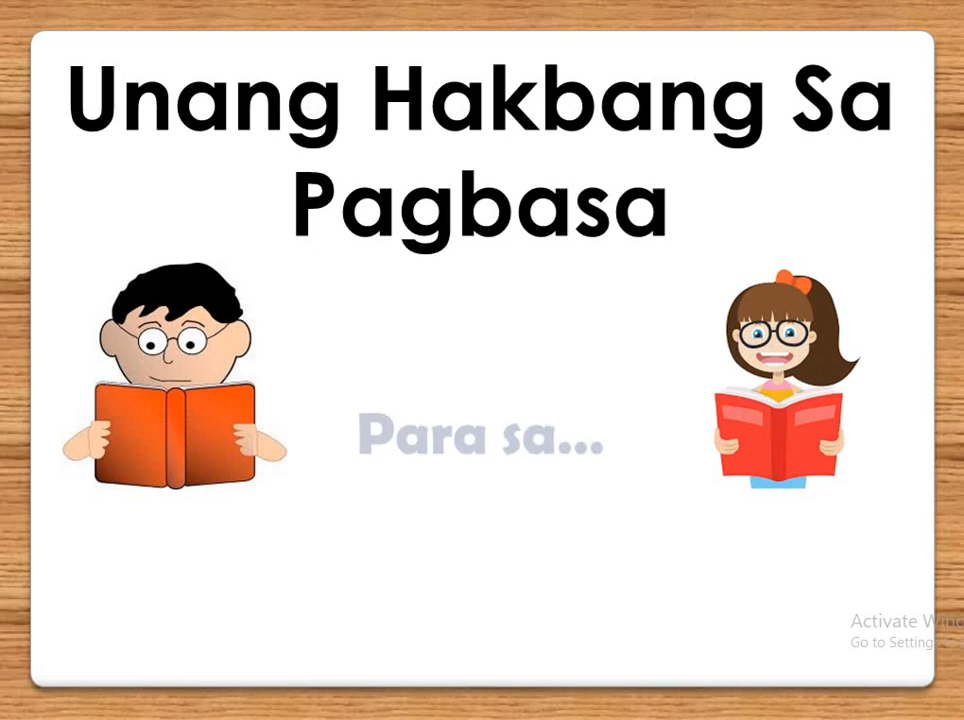 Unang Hakbang Sa
Pagbasa
Para sa...
Activate
Go to Setting